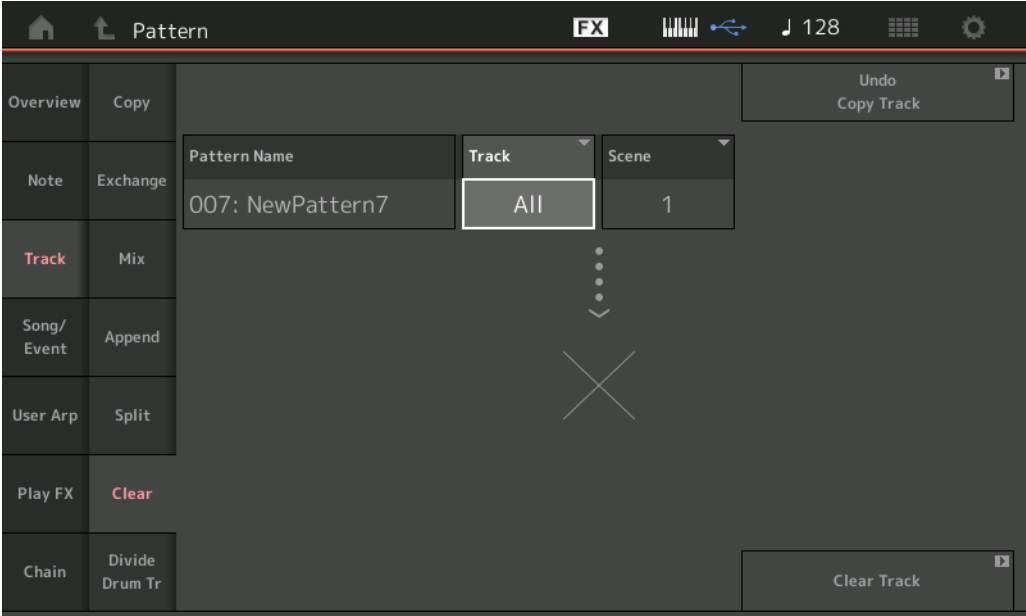 Pattern
FX
♩ 128
Overview
Copy
Undo
Copy Track
Note
Exchange
Pattern Name
Track
Scene
007: NewPattern7
All
1
Track
Mix
Song/
Event
Append
User Arp
Split
Play FX
Clear
Chain
Divide
Drum Tr
Clear Track